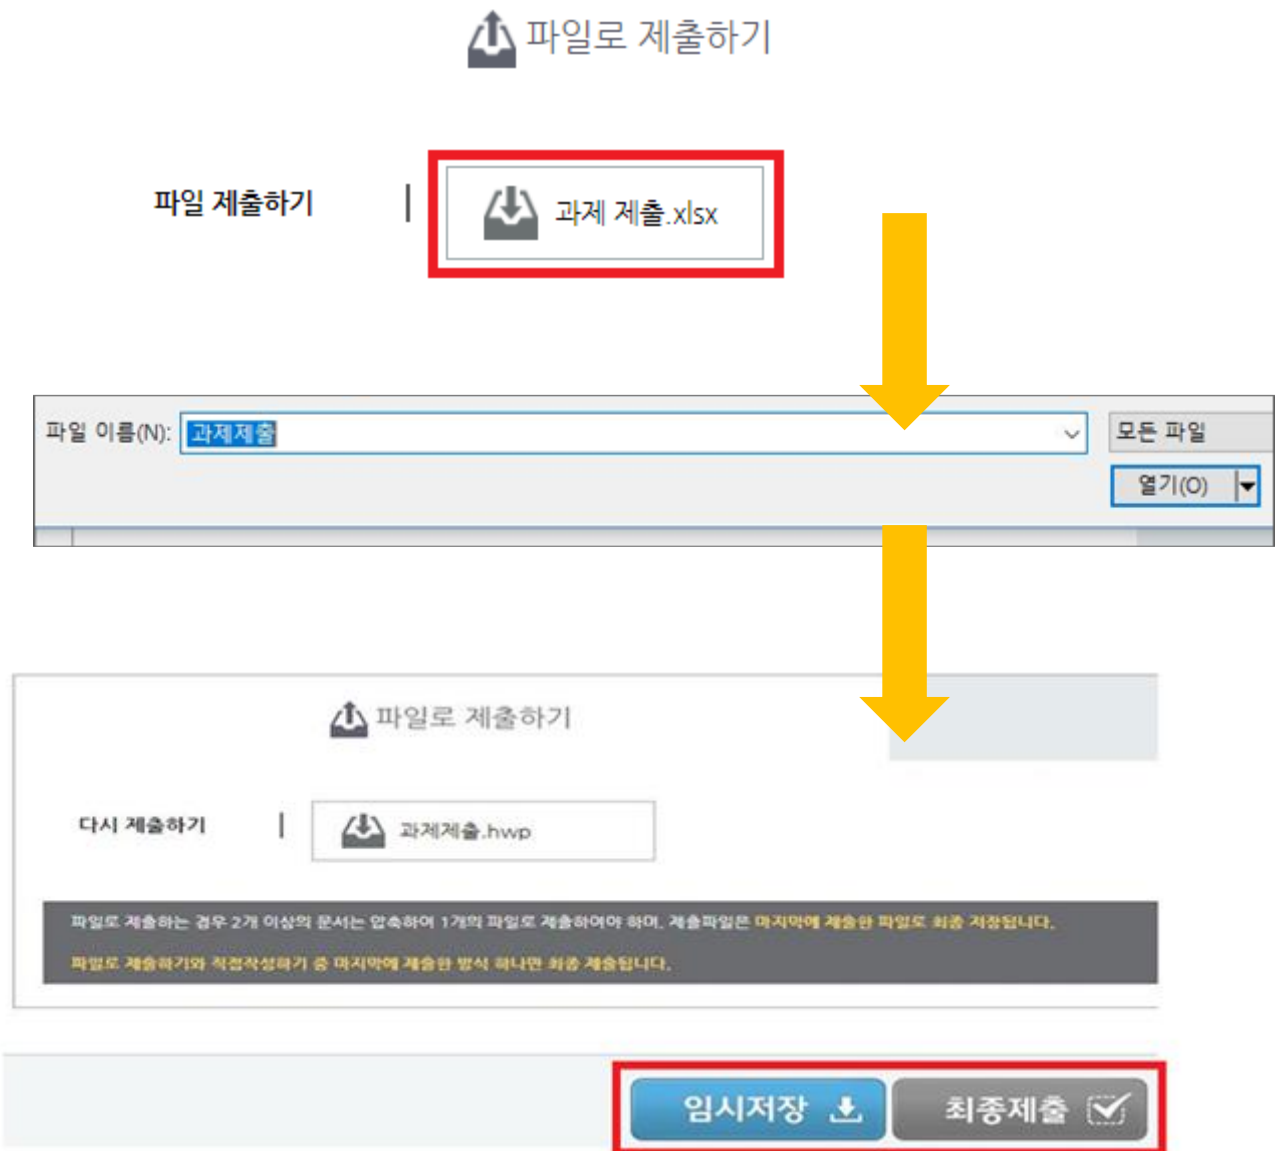 파일로 제출하기
파일 제출하기 | 과제 제출.xlsx
파일 이름(N): 과제제출 모든 파일
열기(O)
파일로 제출하기
다시 제출하기 | 과제제출.hwp
파일로 제출하는 경우 2개 이상의 문서는 압축하여 1개의 파일로 제출하여야 하며, 제출파일은 마지막에 제출한 파일로 최종 저장됩니다.
파일로 제출하기와 직접작성하기 중 마지막에 제출한 방식 하나만 최종 제출됩니다.
임시저장 최종제출